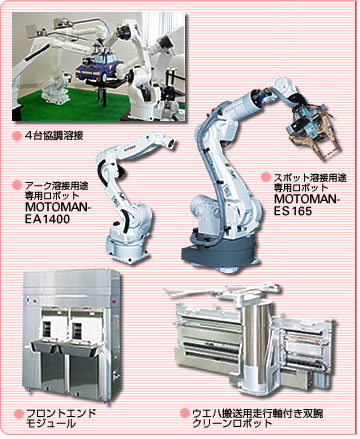 4台協調溶接
アーク溶接用途
専用ロボット
MOTOMAN-
EA1400
スポット溶接用途
専用ロボット
MOTOMAN-
ES165
フロントエンド
モジュール
ウエハ搬送用走行軸付き双腕
クリーンロボット